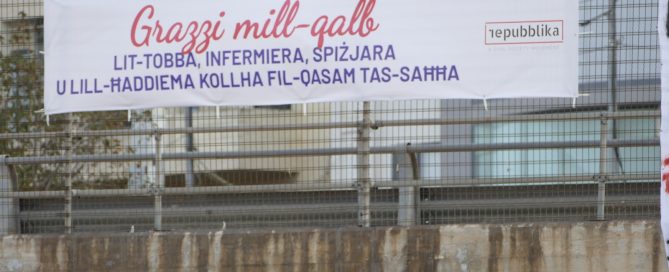 Grazzi mill-qalb
LIT-TOBBA, INFERMIERA, SPIŻJARA
U LILL-ĦADDIEMA KOLLHA FIL-QASAM TAS-SAĦĦA
repubblika